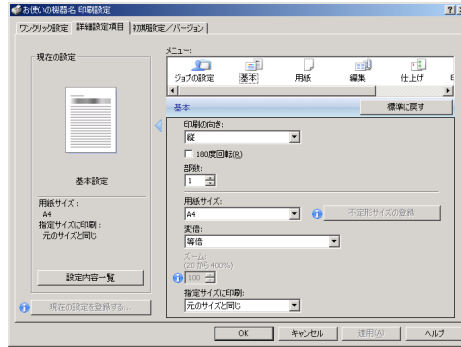 お使いの機器名 印刷設定
ワンクリック設定 詳細設定項目 初期設定／バージョン
現在の設定
メニュー:
ジョブの設定 基本 用紙 編集 仕上げ
基本
標準に戻す
印刷の向き:
縦
180度回転(R)
部数:
1
基本設定
用紙サイズ:
A4
指定サイズに印刷:
元のサイズと同じ
用紙サイズ:
A4
不定形サイズの登録
変倍:
等倍
ズーム:
(20 から 400%)
100
設定内容一覧
指定サイズに印刷:
元のサイズと同じ
現在の設定を登録する...
OK キャンセル 適用(A) ヘルプ